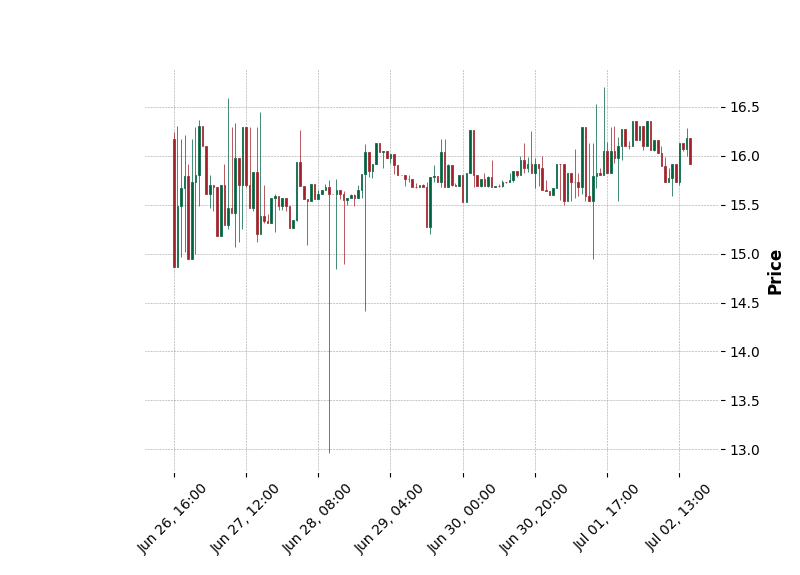 16.5
16.0
15.5
15.0
14.5
14.0
13.5
13.0
Price
Jun 26, 16:00
Jun 27, 12:00
Jun 28, 08:00
Jun 29, 04:00
Jun 30, 00:00
Jun 30, 20:00
Jul 01, 17:00
Jul 02, 13:00